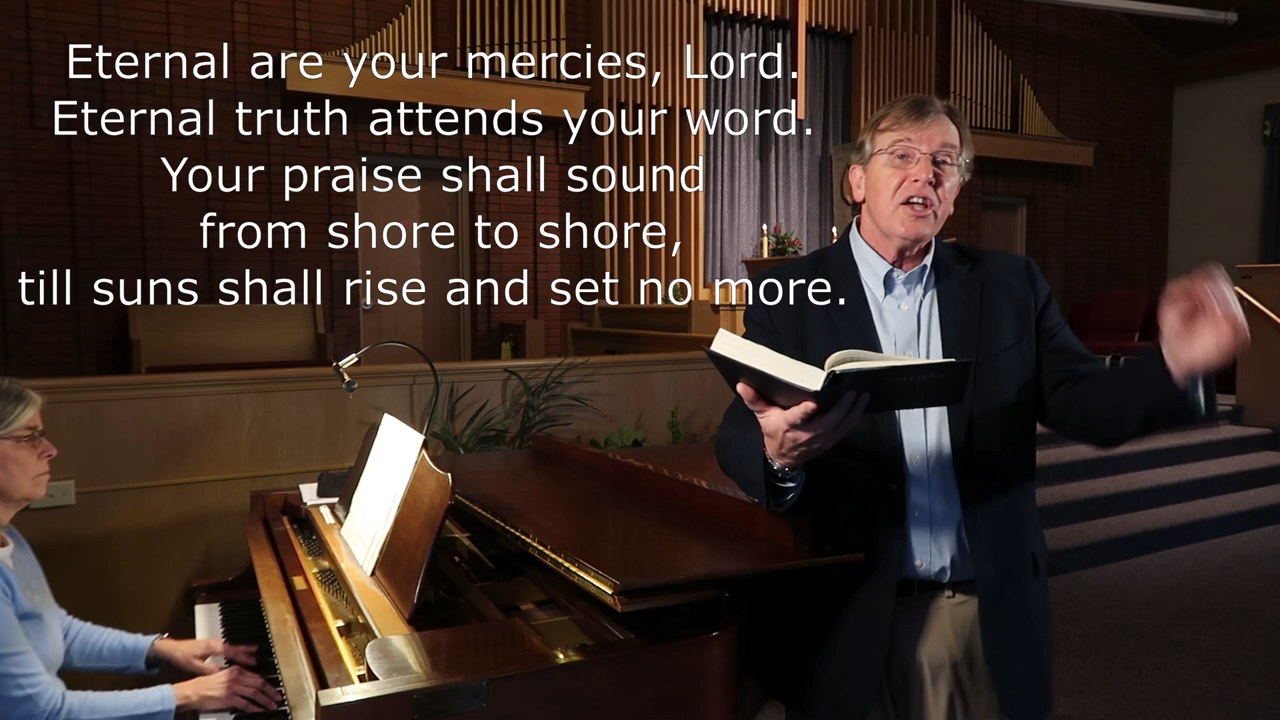 Eternal are your mercies, Lord.
Eternal truth attends your word.
Your praise shall sound
from shore to shore,
till suns shall rise and set no more.